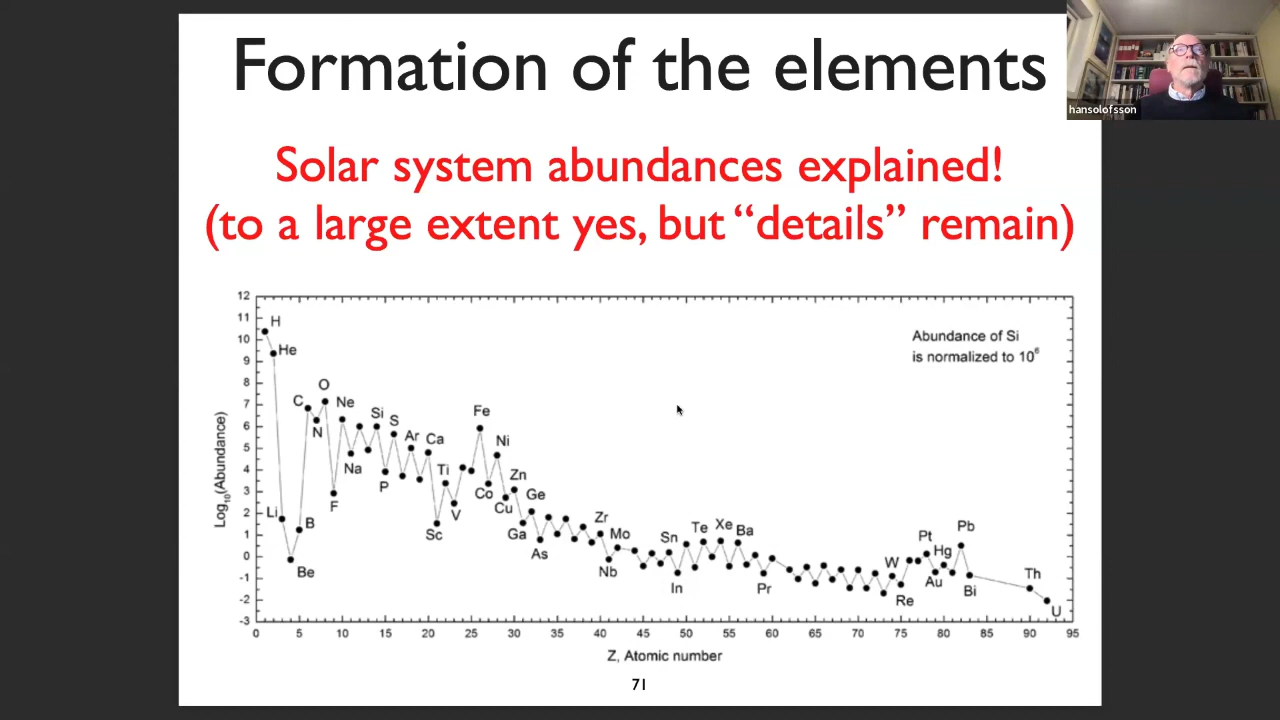 Formation of the elements
hansolofsson
Solar system abundances explained!
(to a large extent yes, but “details” remain)
Abundance of Si
is normalized to 10⁶
Log₁₀(Abundance)
12
11
10
9
8
7
6
5
4
3
2
1
0
-1
-2
-3
H
He
Li
Be
B
C
N
O
F
Ne
Na
Si
P
S
Ar
Ca
Sc
Ti
V
Fe
Co
Ni
Cu
Zn
Ga
Ge
As
Zr
Nb
Mo
Sn
In
Te
Xe
Ba
Pr
W
Re
Pt
Au
Hg
Pb
Bi
Th
U
0 5 10 15 20 25 30 35 40 45 50 55 60 65 70 75 80 85 90 95
Z, Atomic number
71